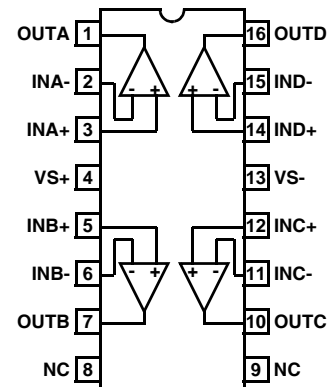 OUTA 1 16 OUTD
INA- 2 - + + - 15 IND-
INA+ 3 14 IND+
VS+ 4 13 VS-
INB+ 5 12 INC+
INB- 6 - + + - 11 INC-
OUTB 7 10 OUTC
NC 8 9 NC